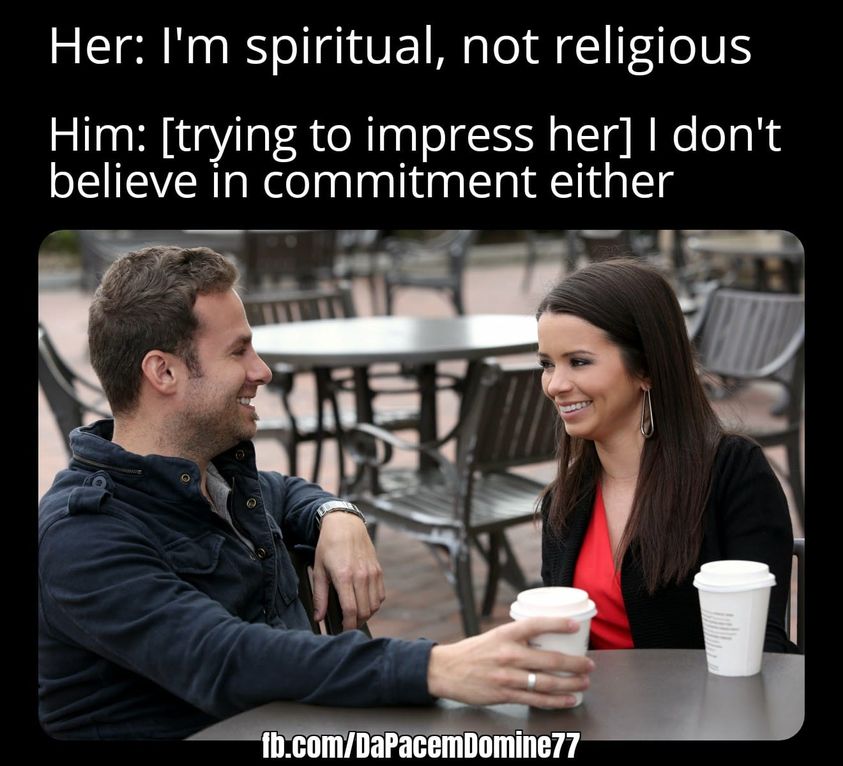 Her: I'm spiritual, not religious
Him: [trying to impress her] I don't
believe in commitment either
fb.com/DaPacemDomine77